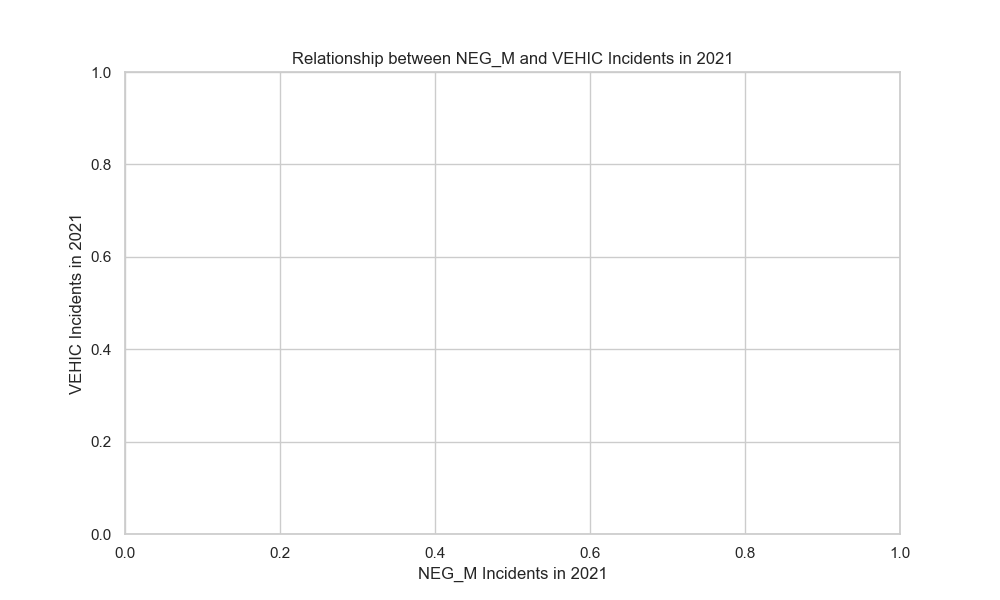 Relationship between NEG_M and VEHIC Incidents in 2021
1.0
0.8
0.6
0.4
0.2
0.0
VEHIC Incidents in 2021
0.0 0.2 0.4 0.6 0.8 1.0
NEG_M Incidents in 2021